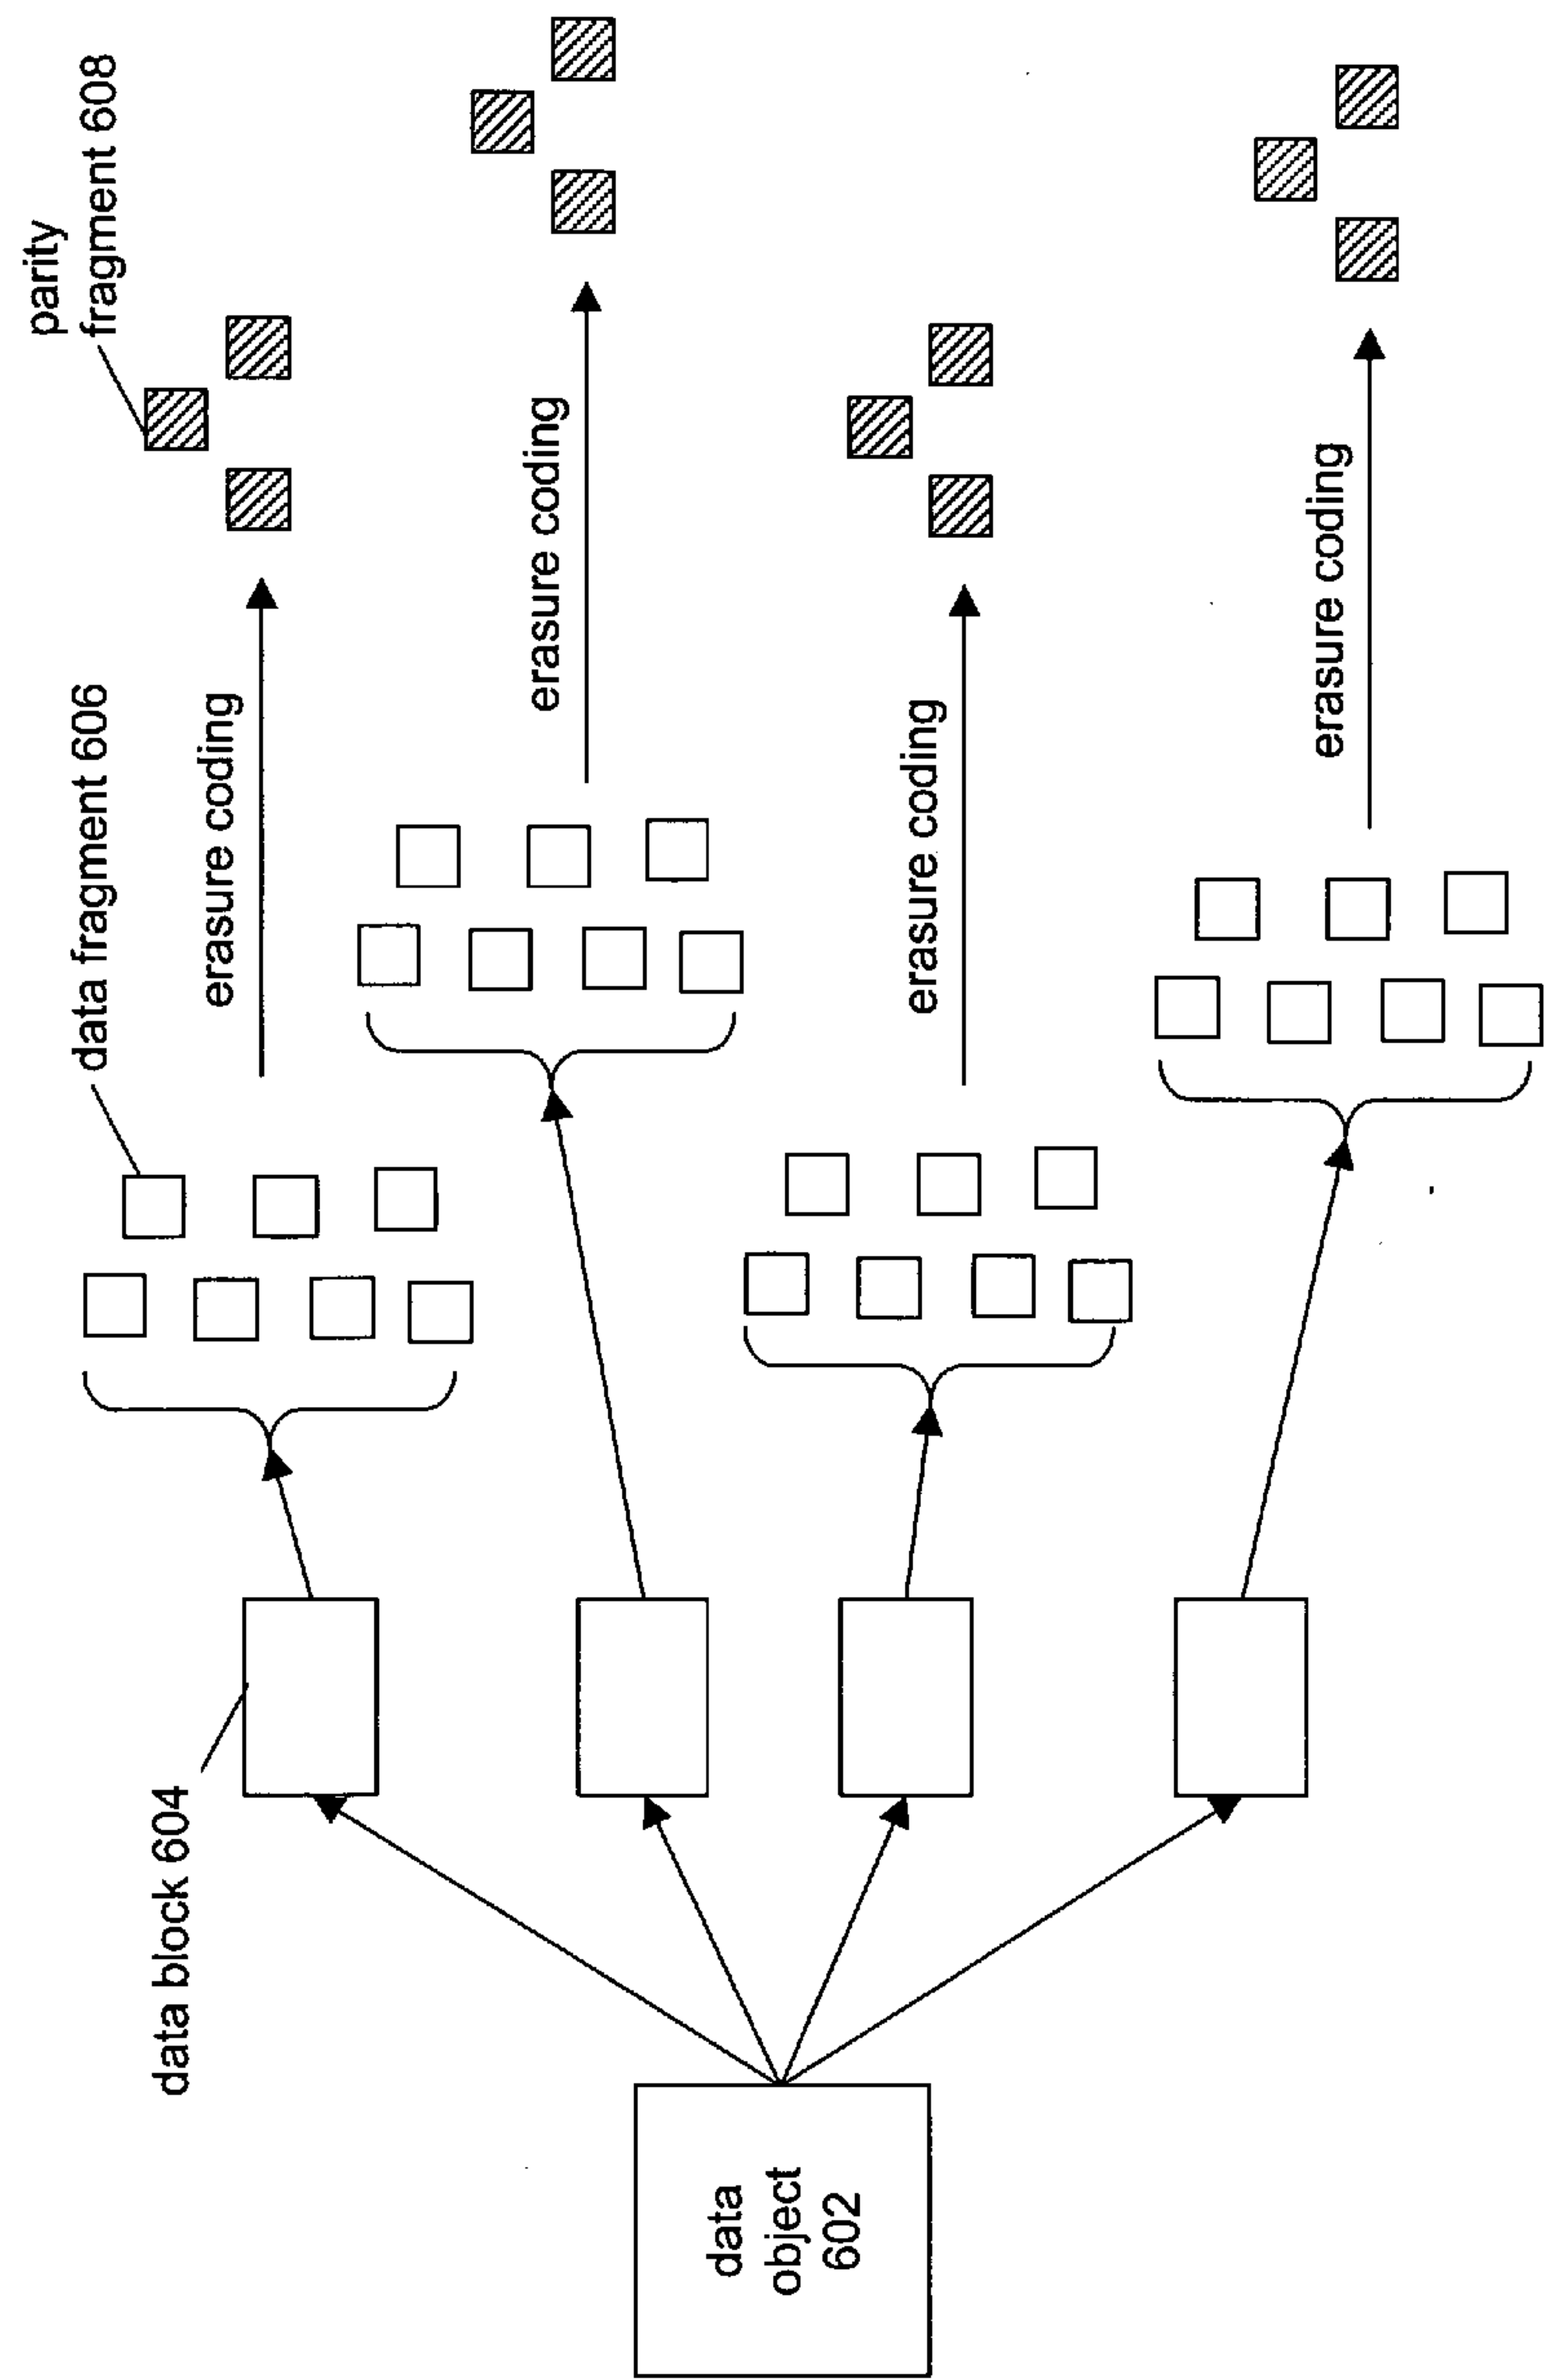 parity
fragment 608
data fragment 606
erasure coding
erasure coding
data block 604
erasure coding
data
object
602
erasure coding